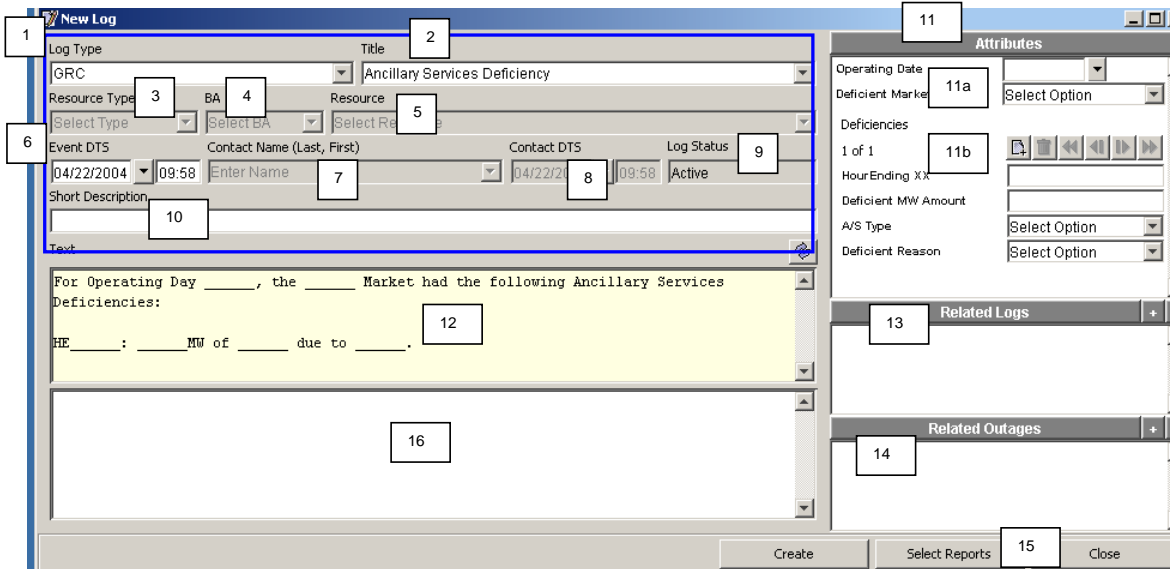 New Log
11
1
2
Log Type
Title
Attributes
GRC
Ancillary Services Deficiency
Operating Date
11a
Deficient Market
Select Option
Resource Type
3
BA
4
Resource
5
Select Type
Select BA
Select
Deficiencies
6
Event DTS
Contact Name (Last, First)
Contact DTS
Log Status
9
1 of 1
11b
04/22/2004
09:58
Enter Name
7
04/22/2004
8
09:58
Active
HourEnding XX
Short Description
10
Deficient MW Amount
A/S Type
Select Option
Text
Deficient Reason
Select Option
For Operating Day ______, the ______ Market had the following Ancillary Services
Deficiencies:
12
HE______: ______MW of ______ due to ______.
13
Related Logs
+
16
Related Outages
+
14
Create
Select Reports
15
Close